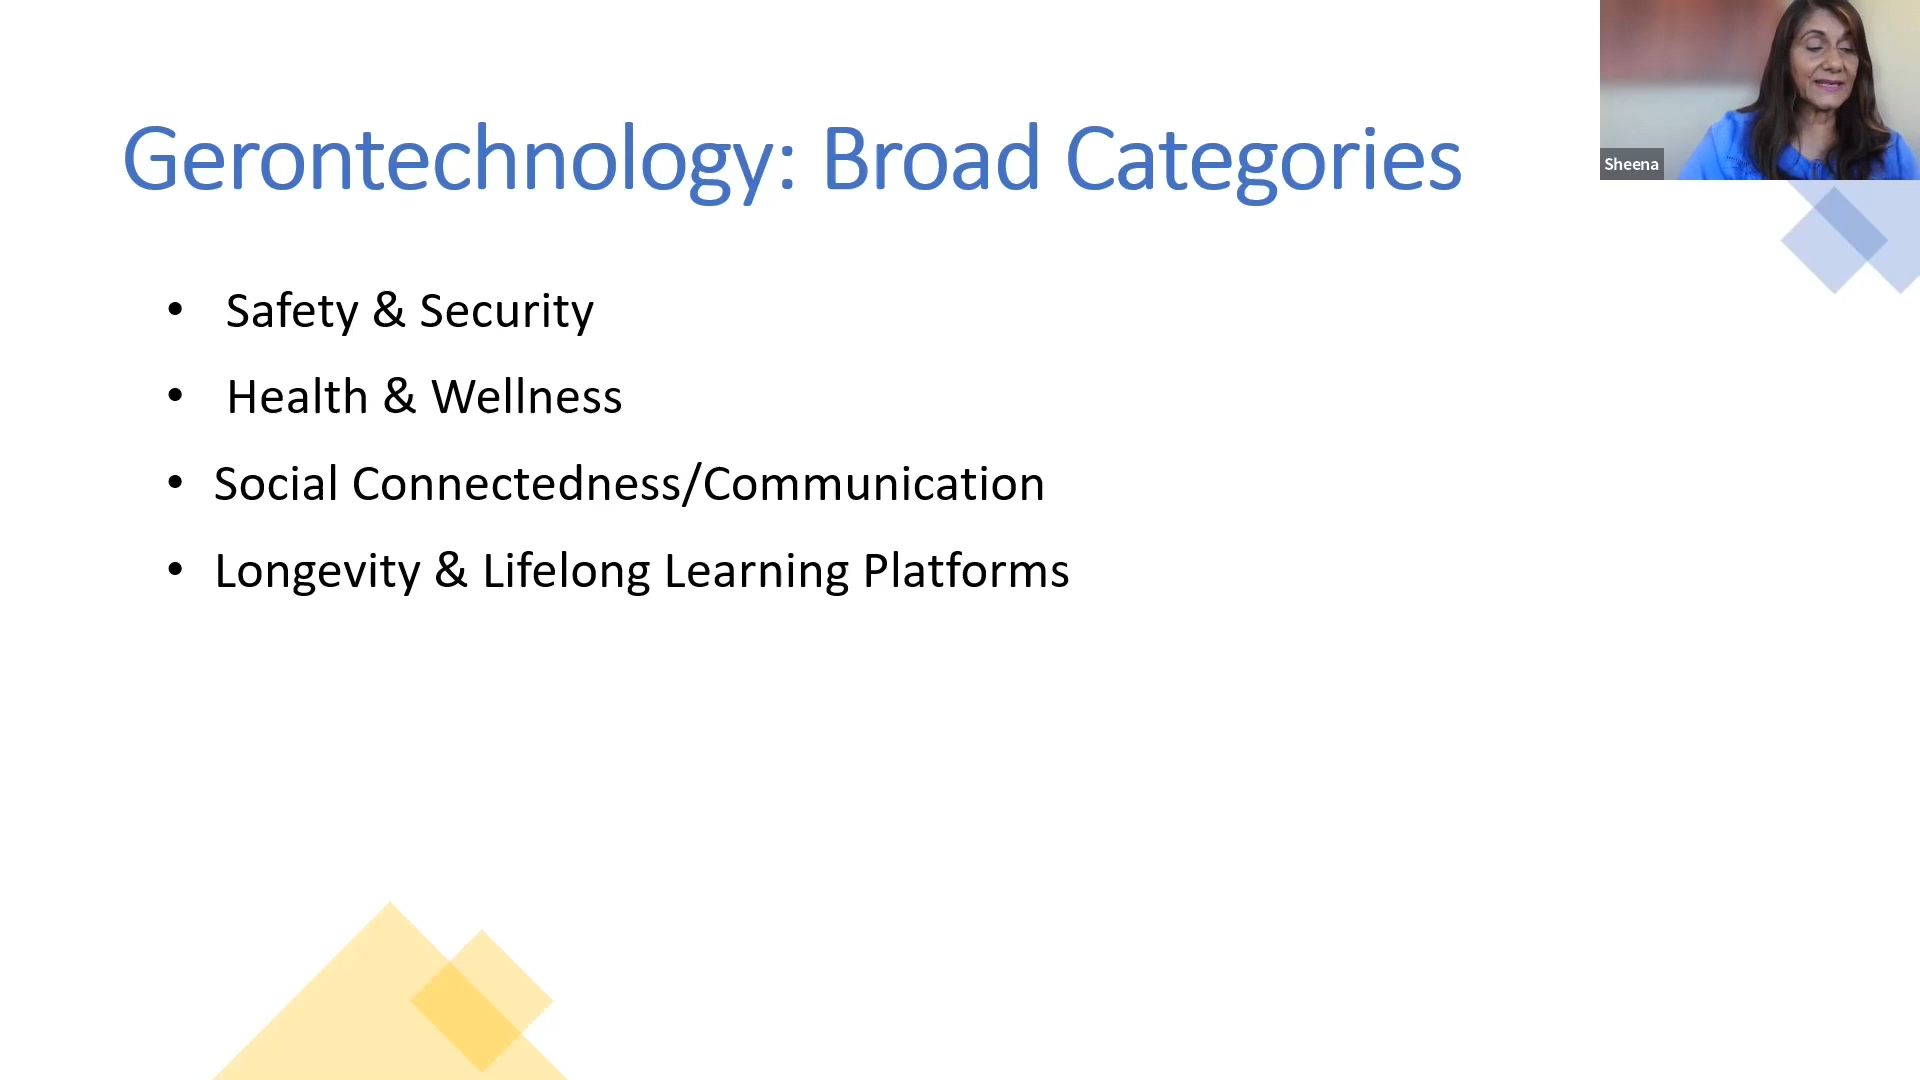 Gerontechnology: Broad Categories
• Safety & Security
• Health & Wellness
• Social Connectedness/Communication
• Longevity & Lifelong Learning Platforms
Sheena